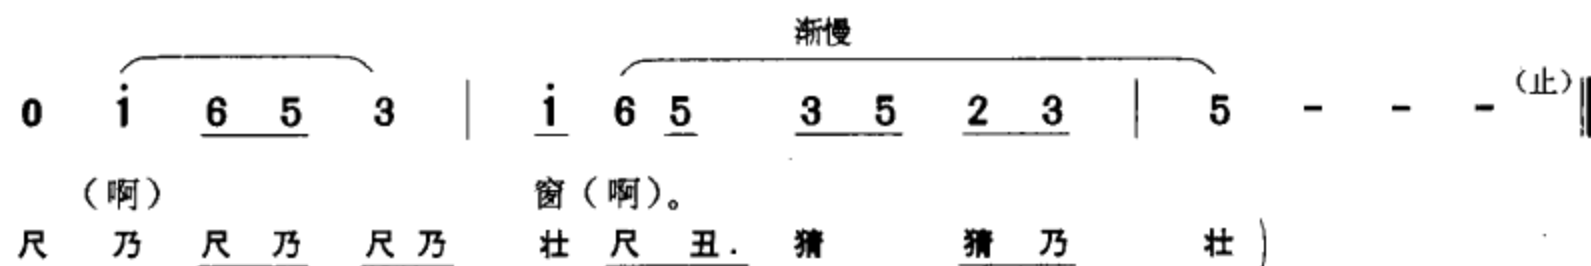 渐慢
0 i 6 5 3 | i 6 5 3 5 2 3 | 5 - - - (止)
(啊) 窗(啊)。
尺 乃 尺 乃 尺 乃 壮 尺 丑. 猜 猜 乃 壮)